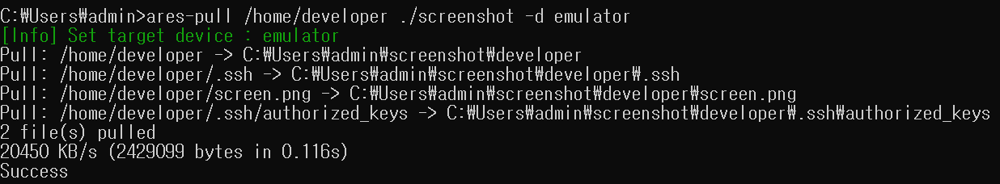 C:₩Users₩admin>ares-pull /home/developer ./screenshot -d emulator
[Info] Set target device : emulator
Pull: /home/developer -> C:₩Users₩admin₩screenshot₩developer
Pull: /home/developer/.ssh -> C:₩Users₩admin₩screenshot₩developer₩.ssh
Pull: /home/developer/screen.png -> C:₩Users₩admin₩screenshot₩developer₩screen.png
Pull: /home/developer/.ssh/authorized_keys -> C:₩Users₩admin₩screenshot₩developer₩.ssh₩authorized_keys
2 file(s) pulled
20450 KB/s (2429099 bytes in 0.116s)
Success